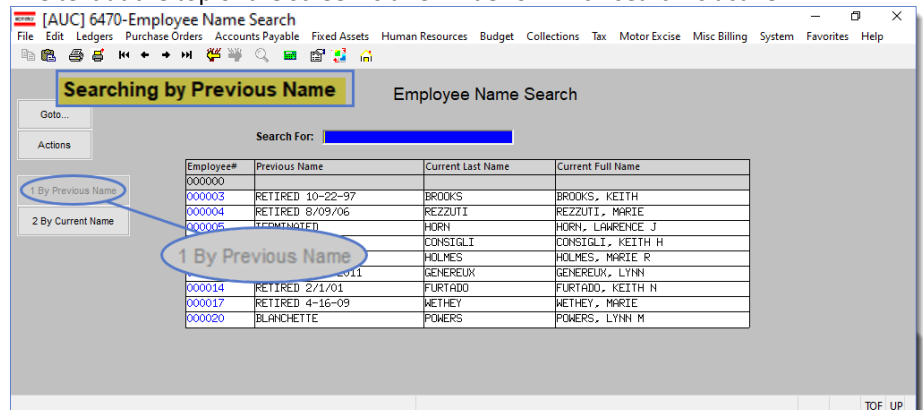 [AUC] 6470-Employee Name Search
File Edit Ledgers Purchase Orders Accounts Payable Fixed Assets Human Resources Budget Collections Tax Motor Excise Misc Billing System Favorites Help
Searching by Previous Name
Employee Name Search
Goto...
Actions
Search For:
1 By Previous Name
2 By Current Name
Employee# Previous Name Current Last Name Current Full Name
000000
000003 RETIRED 10-22-97 BROOKS BROOKS, KEITH
000004 RETIRED 8/09/06 REZZUTI REZZUTI, MARIE
000005 TERMINATED HORN HORN, LAWRENCE J
CONSIGLI CONSIGLI, KEITH H
1 By Previous Name
HOLMES HOLMES, MARIE R
2011 GENEREUX GENEREUX, LYNN
000014 RETIRED 2/1/01 FURTADO FURTADO, KEITH N
000017 RETIRED 4-16-09 WETHEY WETHEY, MARIE
000020 BLANCHETTE POWERS POWERS, LYNN M
TOF UP